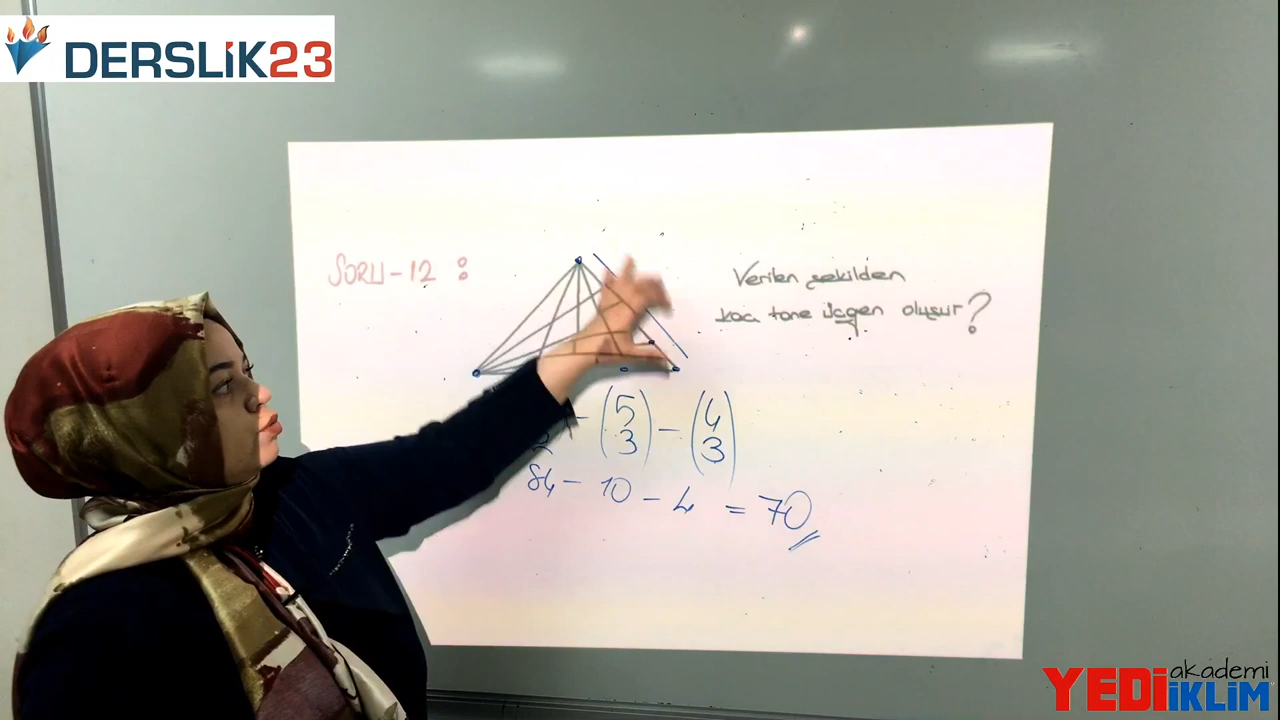 DERSLİK23
SORU-12 :
Verilen şekilden
kaç tane üçgen oluşur?
- (5 3) - (4 3)
84 - 10 - 4 = 70
YEDİ akademi
İKLİM